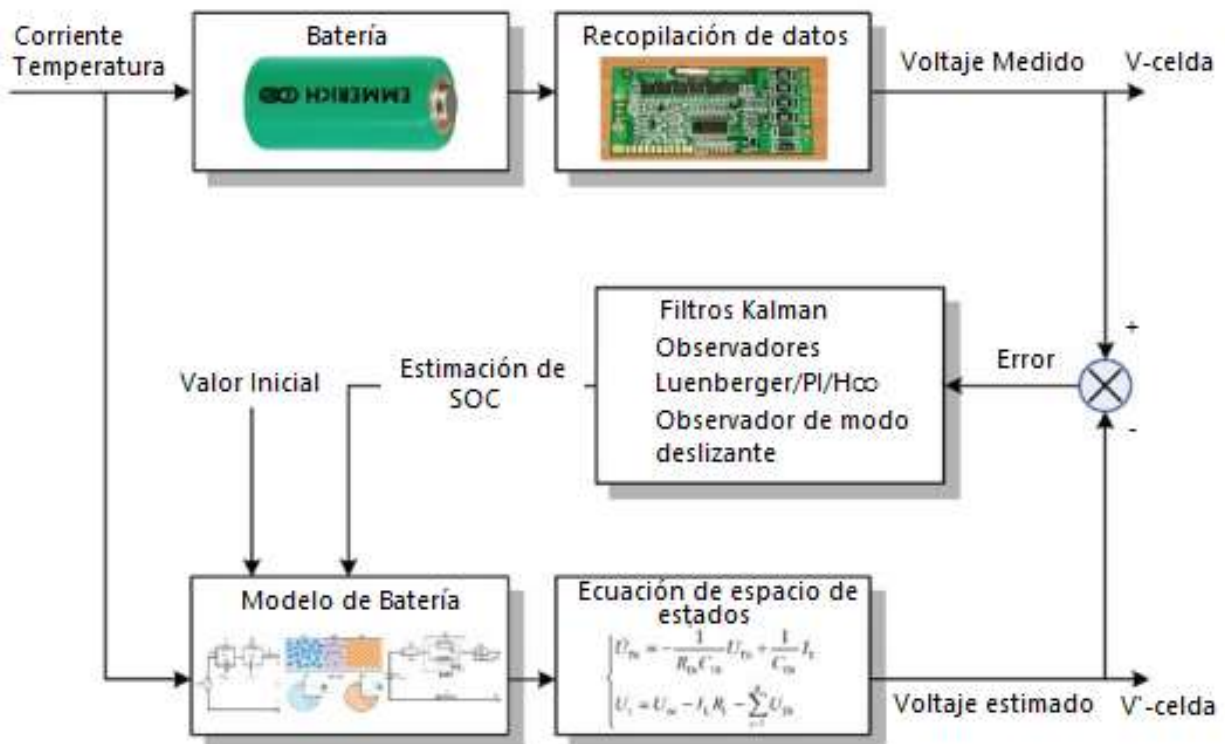 Corriente
Temperatura
Batería
EMMERICH
Recopilación de datos
Voltaje Medido
V-celda
Filtros Kalman
Observadores
Luenberger/PI/H∞
Observador de modo
deslizante
Error
+
-
Estimación de
SOC
Valor Inicial
Modelo de Batería
Ecuación de espacio de
estados
Voltaje estimado
V'-celda